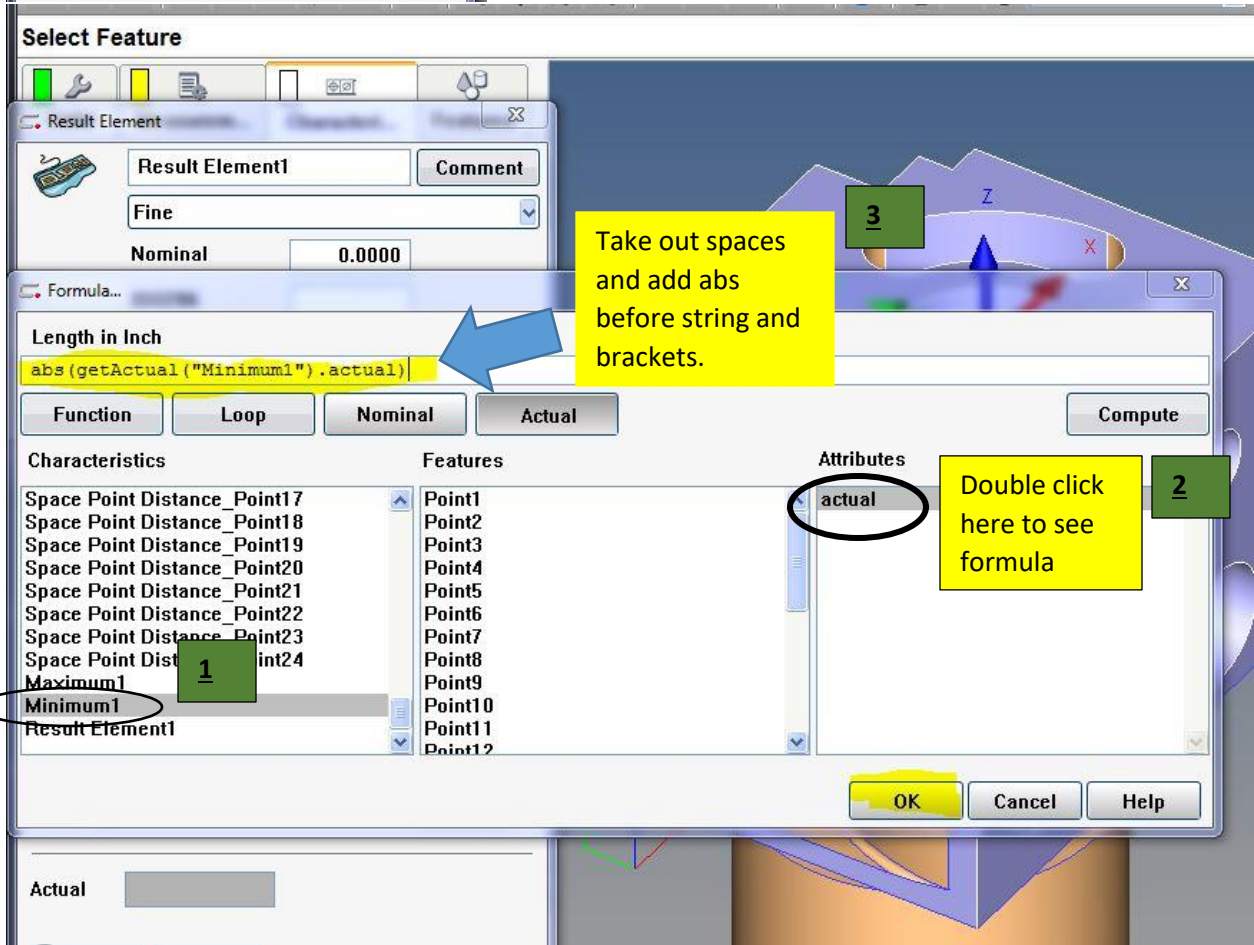 Select Feature
Result Element
Result Element1
Comment
Fine
Nominal
0.0000
Take out spaces
and add abs
before string and
brackets.
3
Z
X
Formula...
Length in Inch
abs(getActual("Minimum1").actual)
Function
Loop
Nominal
Actual
Compute
Characteristics
Features
Attributes
Space Point Distance_Point17
Space Point Distance_Point18
Space Point Distance_Point19
Space Point Distance_Point20
Space Point Distance_Point21
Space Point Distance_Point22
Space Point Distance_Point23
Space Point Dist int24
Maximum1
Minimum1
Result Element1
1
Point1
Point2
Point3
Point4
Point5
Point6
Point7
Point8
Point9
Point10
Point11
Point12
actual
Double click
here to see
formula
2
OK
Cancel
Help
Actual